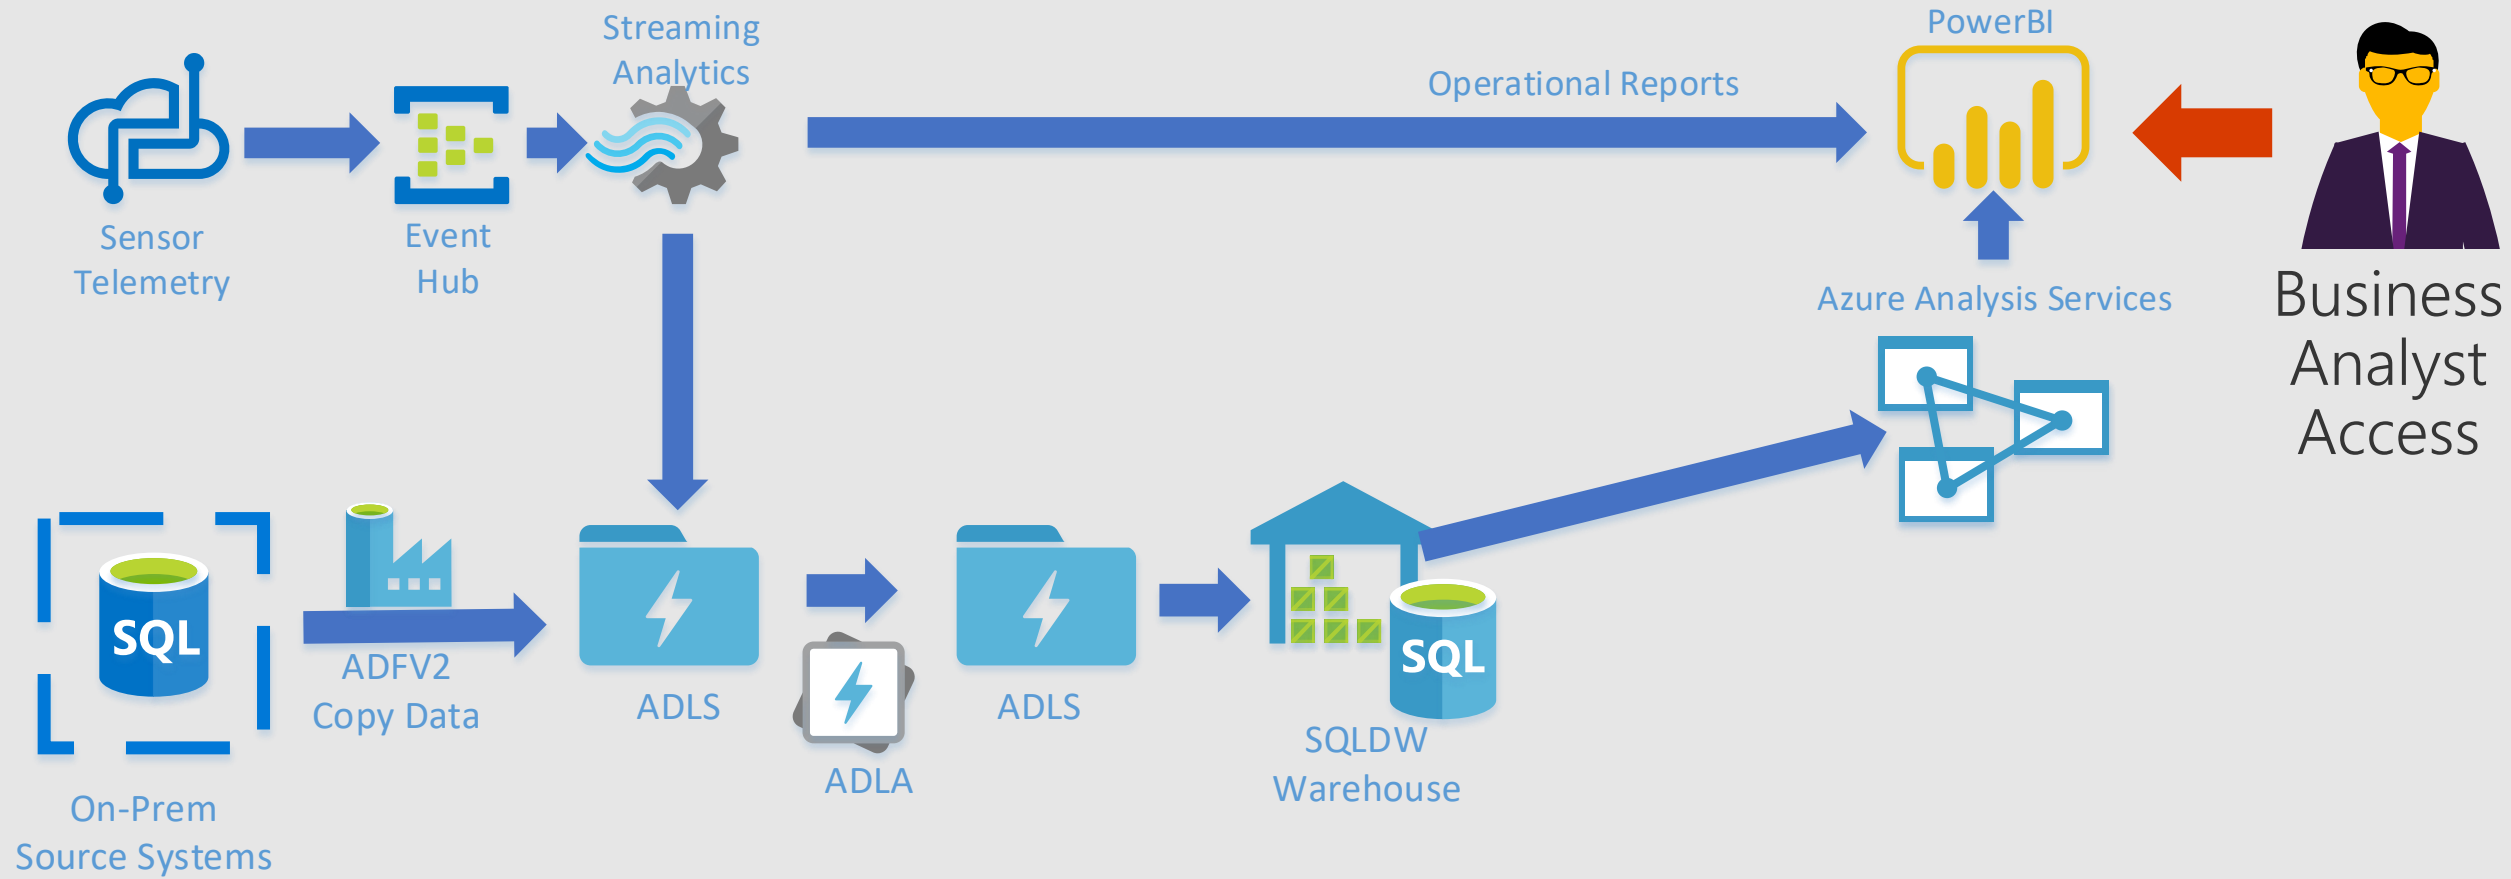 Streaming
Analytics
PowerBI
Operational Reports
Sensor
Telemetry
Event
Hub
Azure Analysis Services
Business
Analyst
Access
SQL
ADFV2
Copy Data
ADLS
ADLA
ADLS
SQL
SQLDW
Warehouse
On-Prem
Source Systems